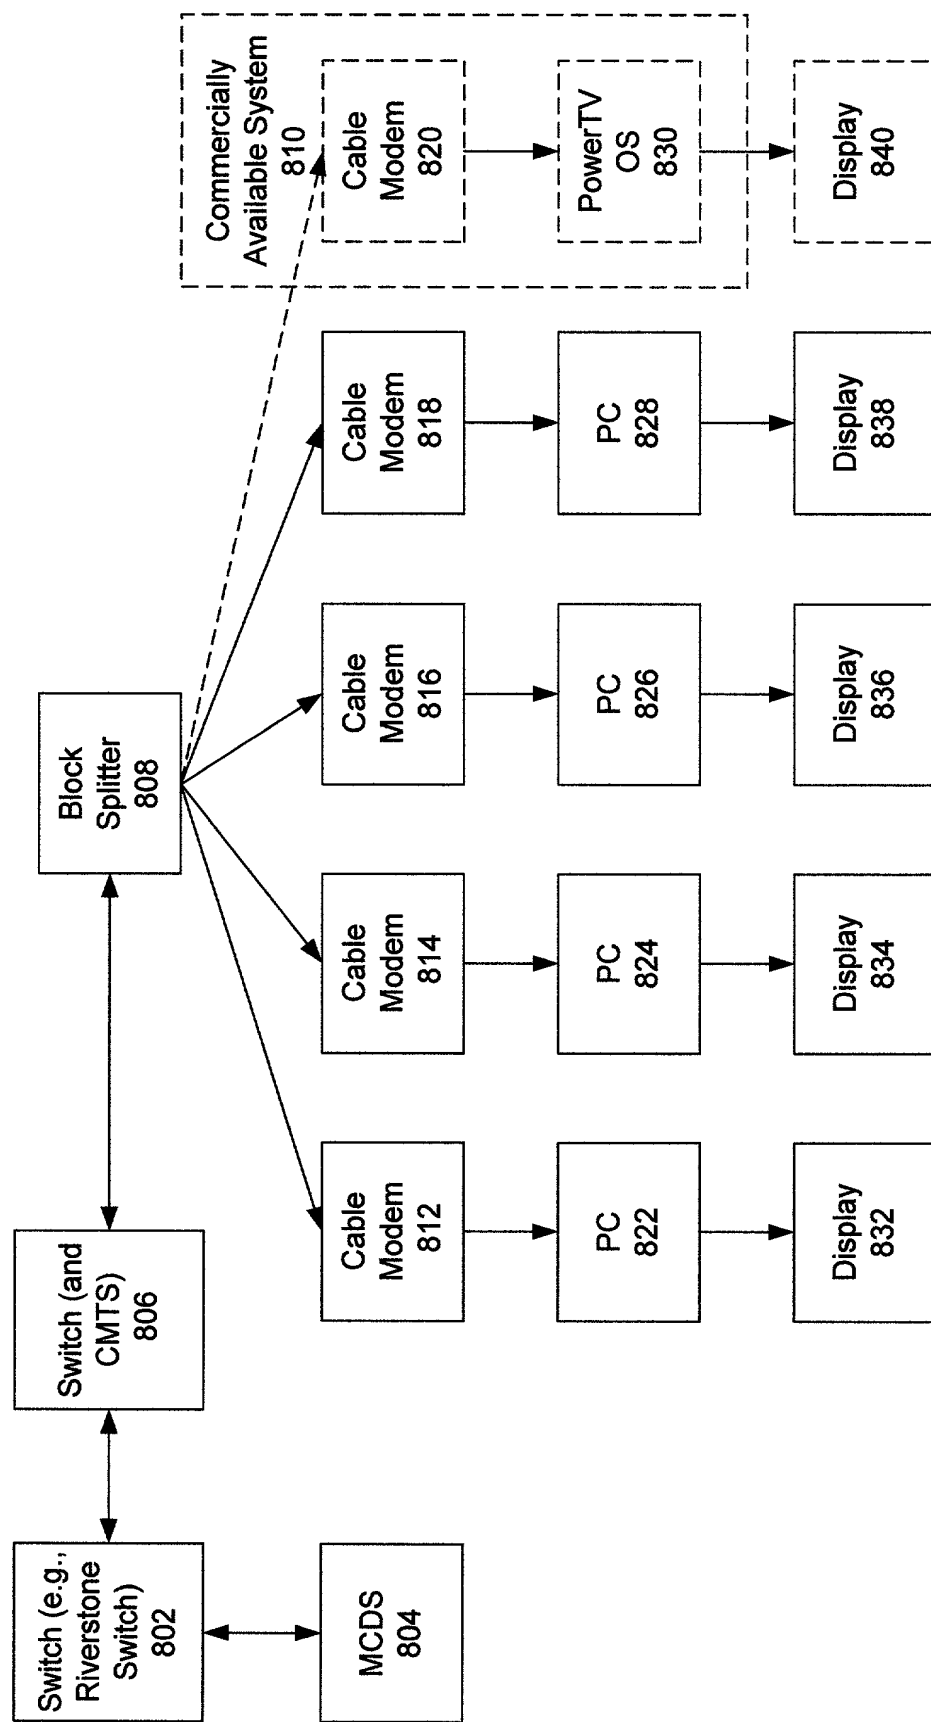 Switch (e.g.,
Riverstone
Switch)
802
Switch (and
CMTS)
806
Block
Splitter
808
MCDS
804
Commercially
Available System
810
Cable
Modem
812
Cable
Modem
814
Cable
Modem
816
Cable
Modem
818
Cable
Modem
820
PC
822
PC
824
PC
826
PC
828
PowerTV
OS
830
Display
832
Display
834
Display
836
Display
838
Display
840